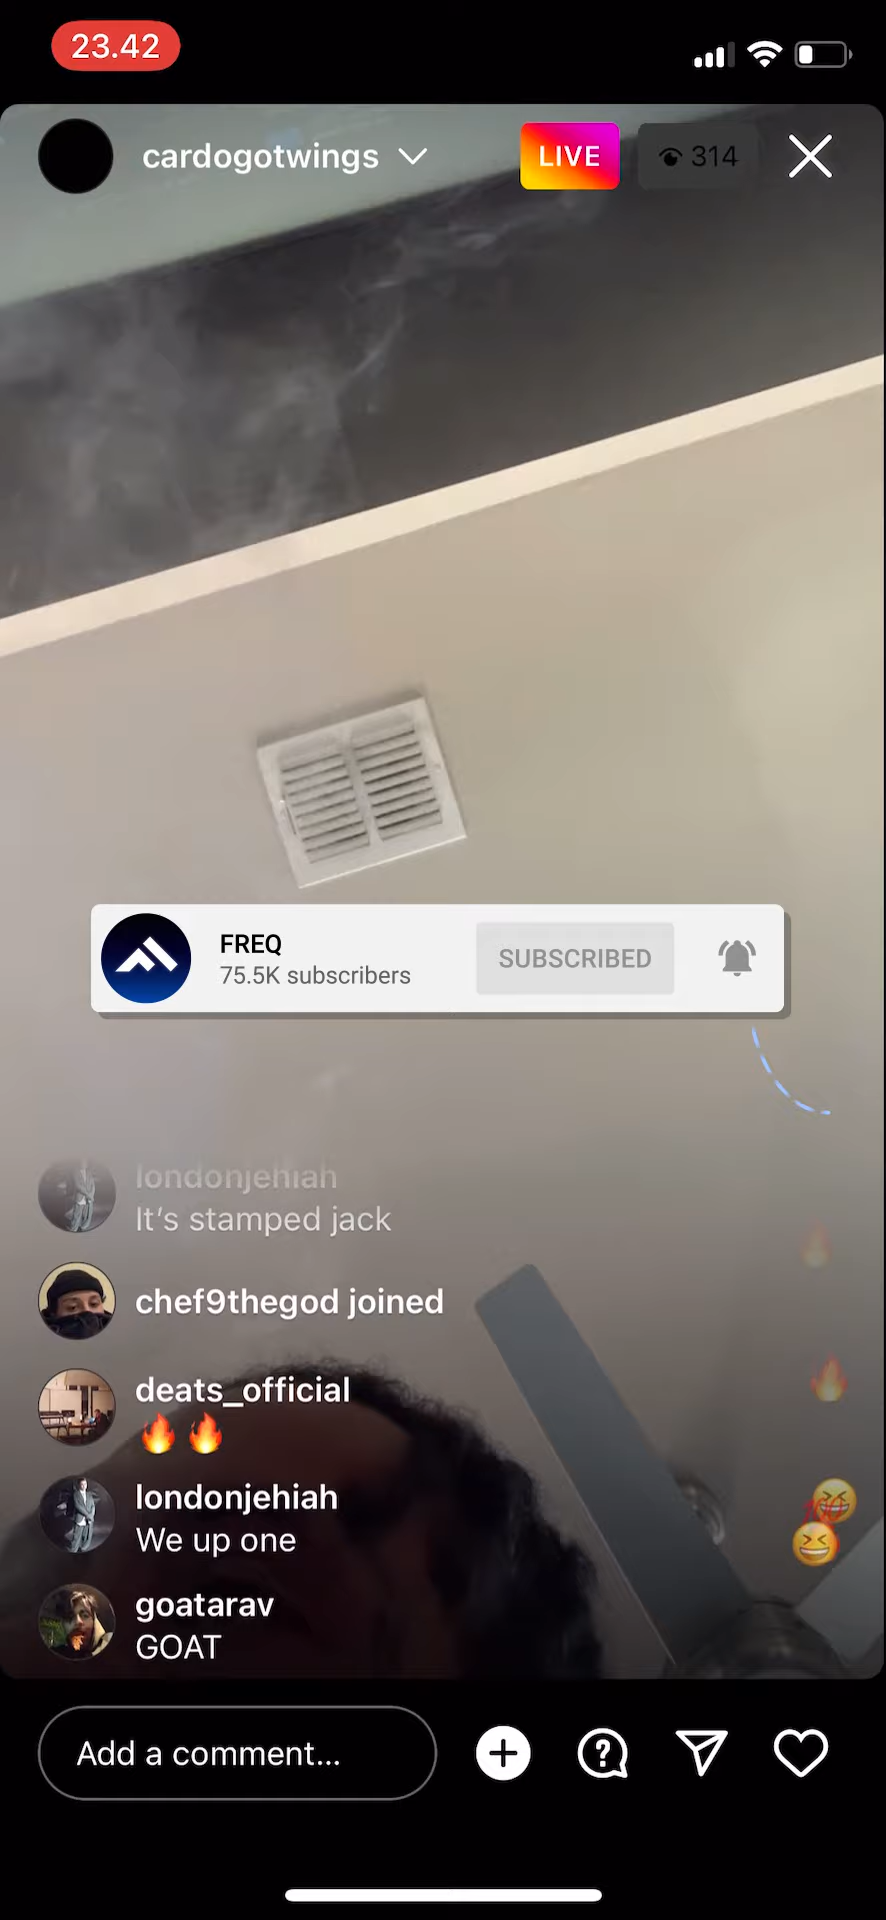 23.42
cardogotwings
LIVE
314
FREQ
75.5K subscribers
SUBSCRIBED
londonjehiah
It's stamped jack
chef9thegod joined
deats_official
🔥 🔥
londonjehiah
We up one
goatarav
GOAT
Add a comment...